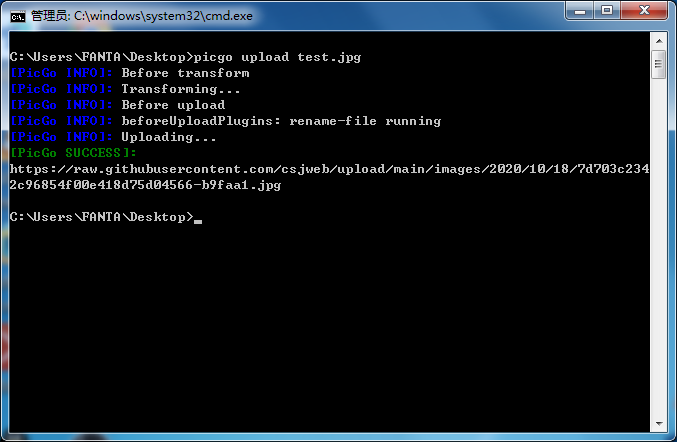 管理员: C:\windows\system32\cmd.exe
C:\Users\FANTA\Desktop>picgo upload test.jpg
[PicGo INFO]: Before transform
[PicGo INFO]: Transforming...
[PicGo INFO]: Before upload
[PicGo INFO]: beforeUploadPlugins: rename-file running
[PicGo INFO]: Uploading...
[PicGo SUCCESS]:
https://raw.githubusercontent.com/csjweb/upload/main/images/2020/10/18/7d703c234
2c96854f00e418d75d04566-b9faa1.jpg
C:\Users\FANTA\Desktop>